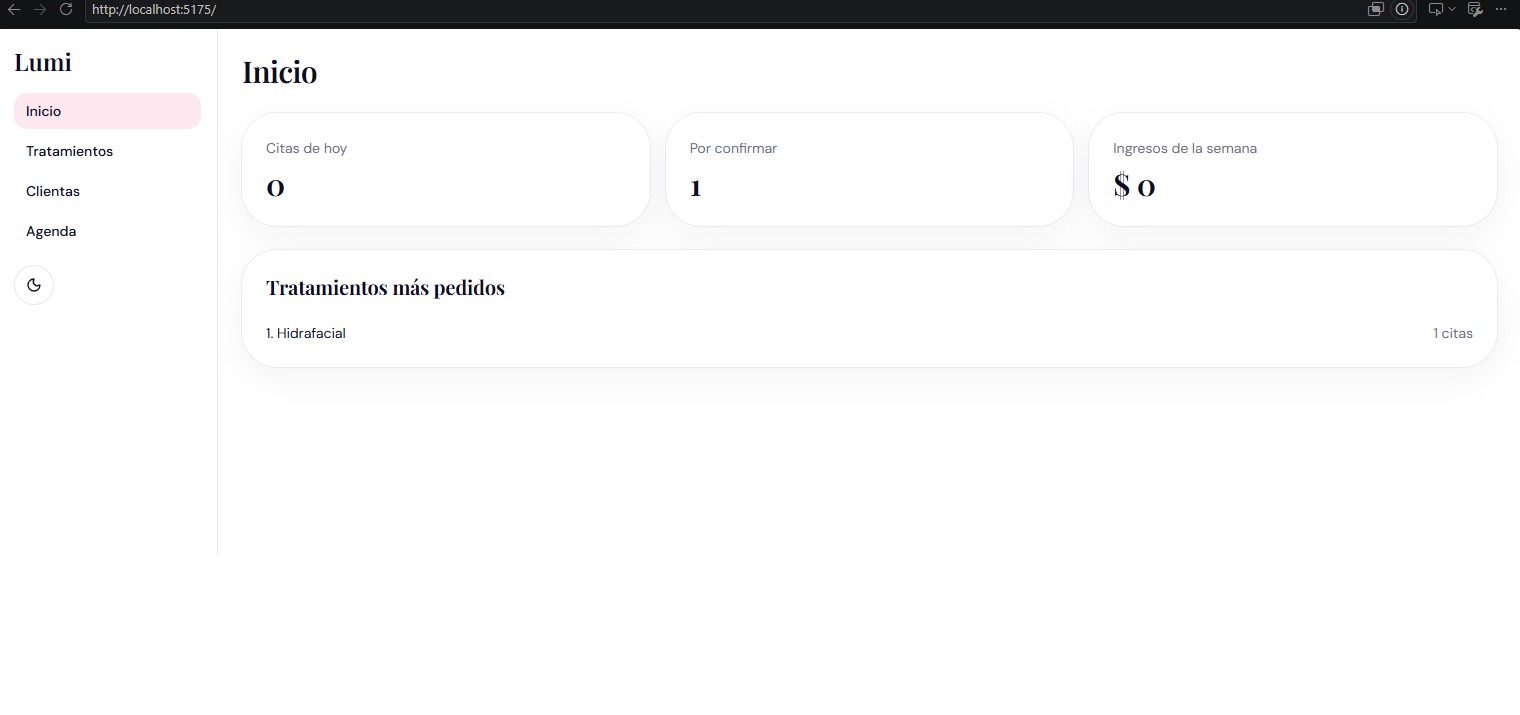 http://localhost:5175/
Lumi
Inicio
Tratamientos
Clientas
Agenda
Inicio
Citas de hoy
0
Por confirmar
1
Ingresos de la semana
$ 0
Tratamientos más pedidos
1. Hidrafacial
1 citas